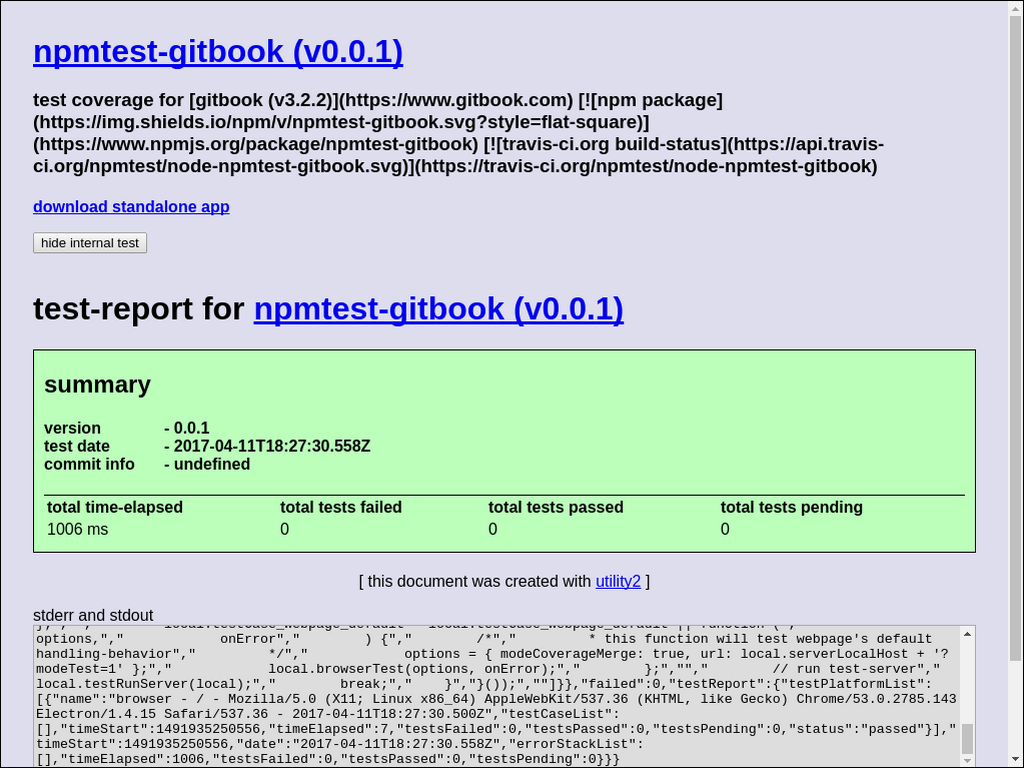 npmtest-gitbook (v0.0.1)
test coverage for [gitbook (v3.2.2)](https://www.gitbook.com) [![npm package]
(https://img.shields.io/npm/v/npmtest-gitbook.svg?style=flat-square)]
(https://www.npmjs.org/package/npmtest-gitbook) [![travis-ci.org build-status](https://api.travis-
ci.org/npmtest/node-npmtest-gitbook.svg)](https://travis-ci.org/npmtest/node-npmtest-gitbook)
download standalone app
hide internal test
test-report for npmtest-gitbook (v0.0.1)
summary
version - 0.0.1
test date - 2017-04-11T18:27:30.558Z
commit info - undefined
total time-elapsed total tests failed total tests passed total tests pending
1006 ms 0 0 0
[ this document was created with utility2 ]
stderr and stdout
options,","            onError","        ) {","        /*","        * this function will test webpage's default
handling-behavior","         */","            options = { modeCoverageMerge: true, url: local.serverLocalHost + '?
modeTest=1' };","            local.browserTest(options, onError);","        };","","        // run test-server","
local.testRunServer(local);","        break;","    }","}());",""]}},"failed":0,"testReport":{"testPlatformList":
[{"name":"browser - / - Mozilla/5.0 (X11; Linux x86_64) AppleWebKit/537.36 (KHTML, like Gecko) Chrome/53.0.2785.143
Electron/1.4.15 Safari/537.36 - 2017-04-11T18:27:30.500Z","testCaseList":
[],"timeStart":1491935250556,"timeElapsed":7,"testsFailed":0,"testsPassed":0,"testsPending":0,"status":"passed"}],"
timeStart":1491935250556,"date":"2017-04-11T18:27:30.558Z","errorStackList":
[],"timeElapsed":1006,"testsFailed":0,"testsPassed":0,"testsPending":0}}}